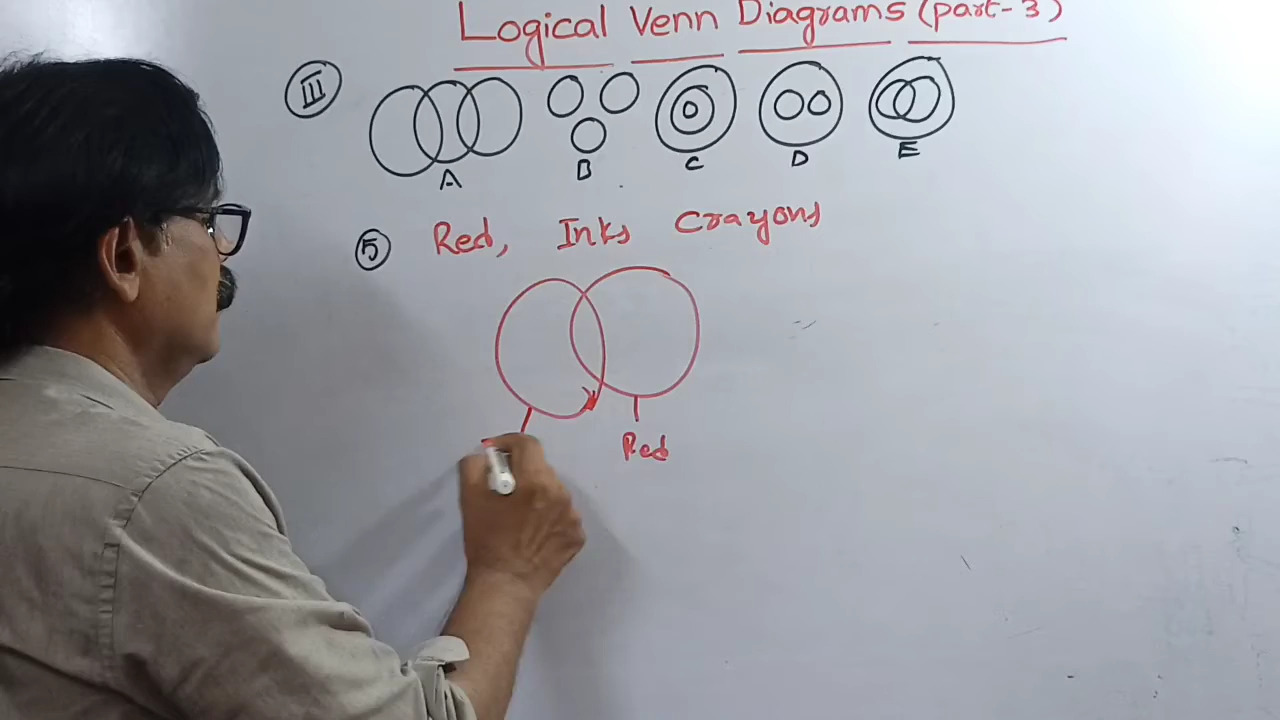 Logical Venn Diagrams (part-3)
III
A B C D E
5 Red, Inks Crayons
Red